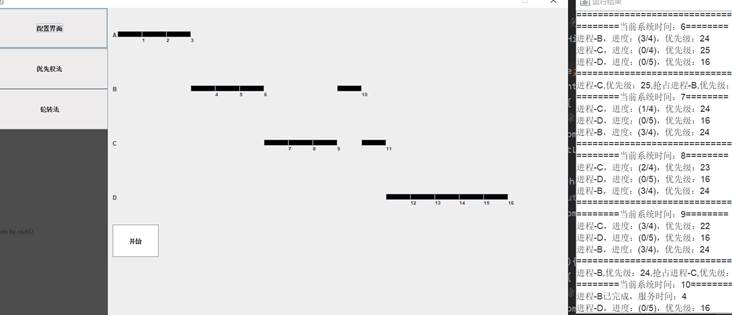 配置界面
优先权法
轮转法
A
1 2 3
B
4 5 6 10
C
7 8 9 11
D
12 13 14 15 16
开始
运行结果
========当前系统时间：6========
进程-B，进度：(3/4)，优先级：24
进程-C，进度：(0/4)，优先级：25
进程-D，进度：(0/5)，优先级：16
进程-C,优先级：25,抢占进程-B,优先级：
========当前系统时间：7========
进程-C，进度：(1/4)，优先级：24
进程-D，进度：(0/5)，优先级：16
进程-B，进度：(3/4)，优先级：24
========当前系统时间：8========
进程-C，进度：(2/4)，优先级：23
进程-D，进度：(0/5)，优先级：16
进程-B，进度：(3/4)，优先级：24
========当前系统时间：9========
进程-C，进度：(3/4)，优先级：22
进程-D，进度：(0/5)，优先级：16
进程-B，进度：(3/4)，优先级：24
进程-B,优先级：24,抢占进程-C,优先级：
========当前系统时间：10========
进程-B已完成，服务时间：4
进程-D，进度：(0/5)，优先级：16